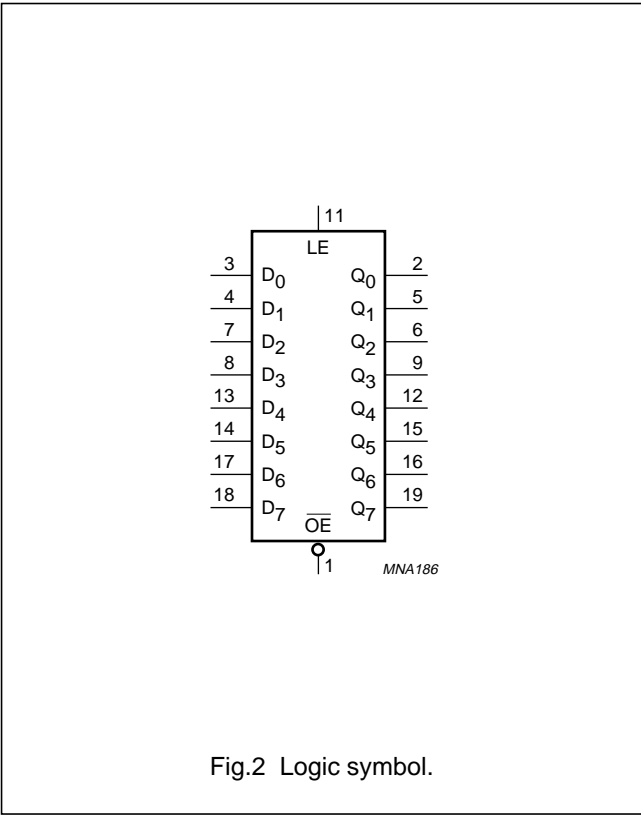 11
LE
3 D0 Q0 2
4 D1 Q1 5
7 D2 Q2 6
8 D3 Q3 9
13 D4 Q4 12
14 D5 Q5 15
17 D6 Q6 16
18 D7 Q7 19
O̅E̅
1
MNA186
Fig.2 Logic symbol.